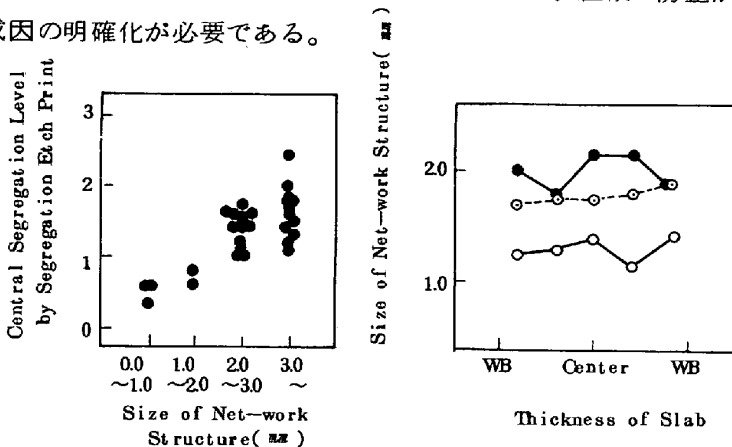 成因の明確化が必要である。
Central Segregation Level
by Segregation Etch Print
3
2
1
0
0.0 1.0 2.0 3.0
~1.0 ~2.0 ~3.0 ~
Size of Net-work
Structure(㎜)
Size of Net-work Structure(㎜)
2.0
1.0
WB Center WB
Thickness of Slab